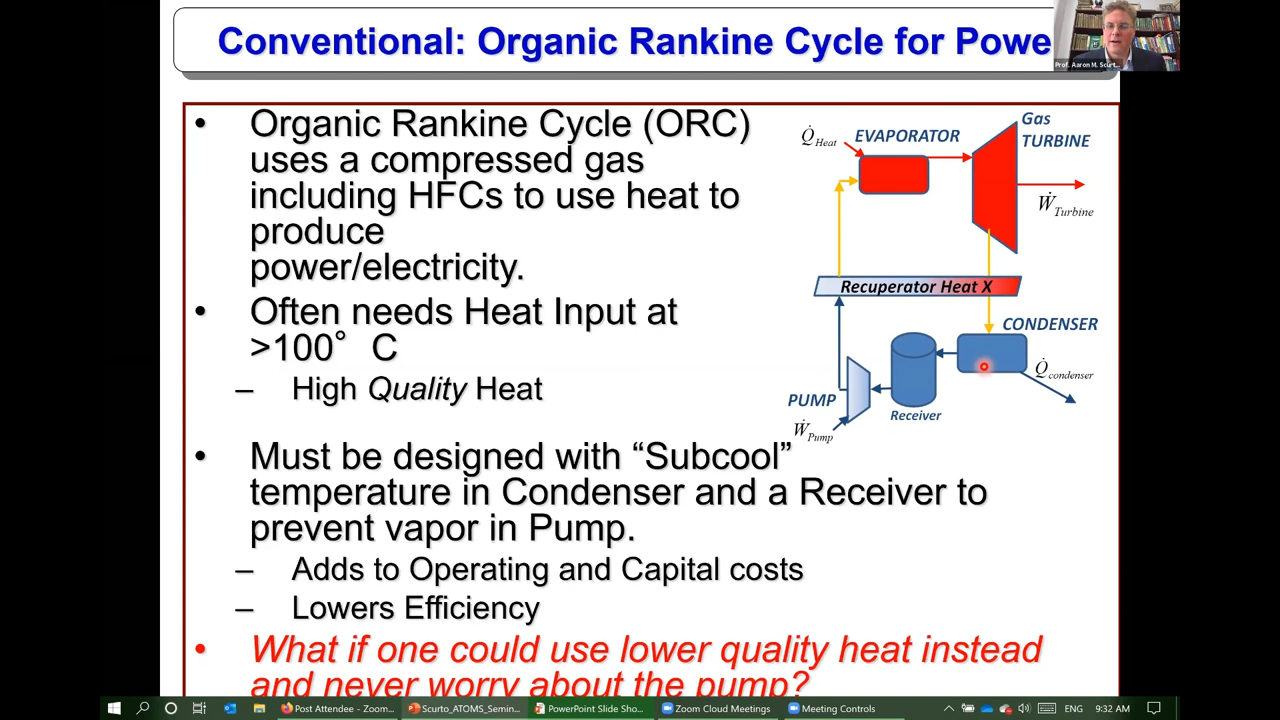 Conventional: Organic Rankine Cycle for Powe
Prof. Aaron M. Scurt...
• Organic Rankine Cycle (ORC)
uses a compressed gas
including HFCs to use heat to
produce
power/electricity.
• Often needs Heat Input at
>100° C
– High Quality Heat
• Must be designed with “Subcool”
temperature in Condenser and a Receiver to
prevent vapor in Pump.
– Adds to Operating and Capital costs
– Lowers Efficiency
• What if one could use lower quality heat instead
and never worry about the pump?
Q̇Heat
EVAPORATOR
Gas
TURBINE
ẆTurbine
Recuperator Heat X
CONDENSER
Q̇condenser
PUMP
Receiver
ẆPump
Post Attendee - Zoom...
Scurto_ATOMS_Semin...
PowerPoint Slide Sho...
Zoom Cloud Meetings
Meeting Controls
ENG
9:32 AM